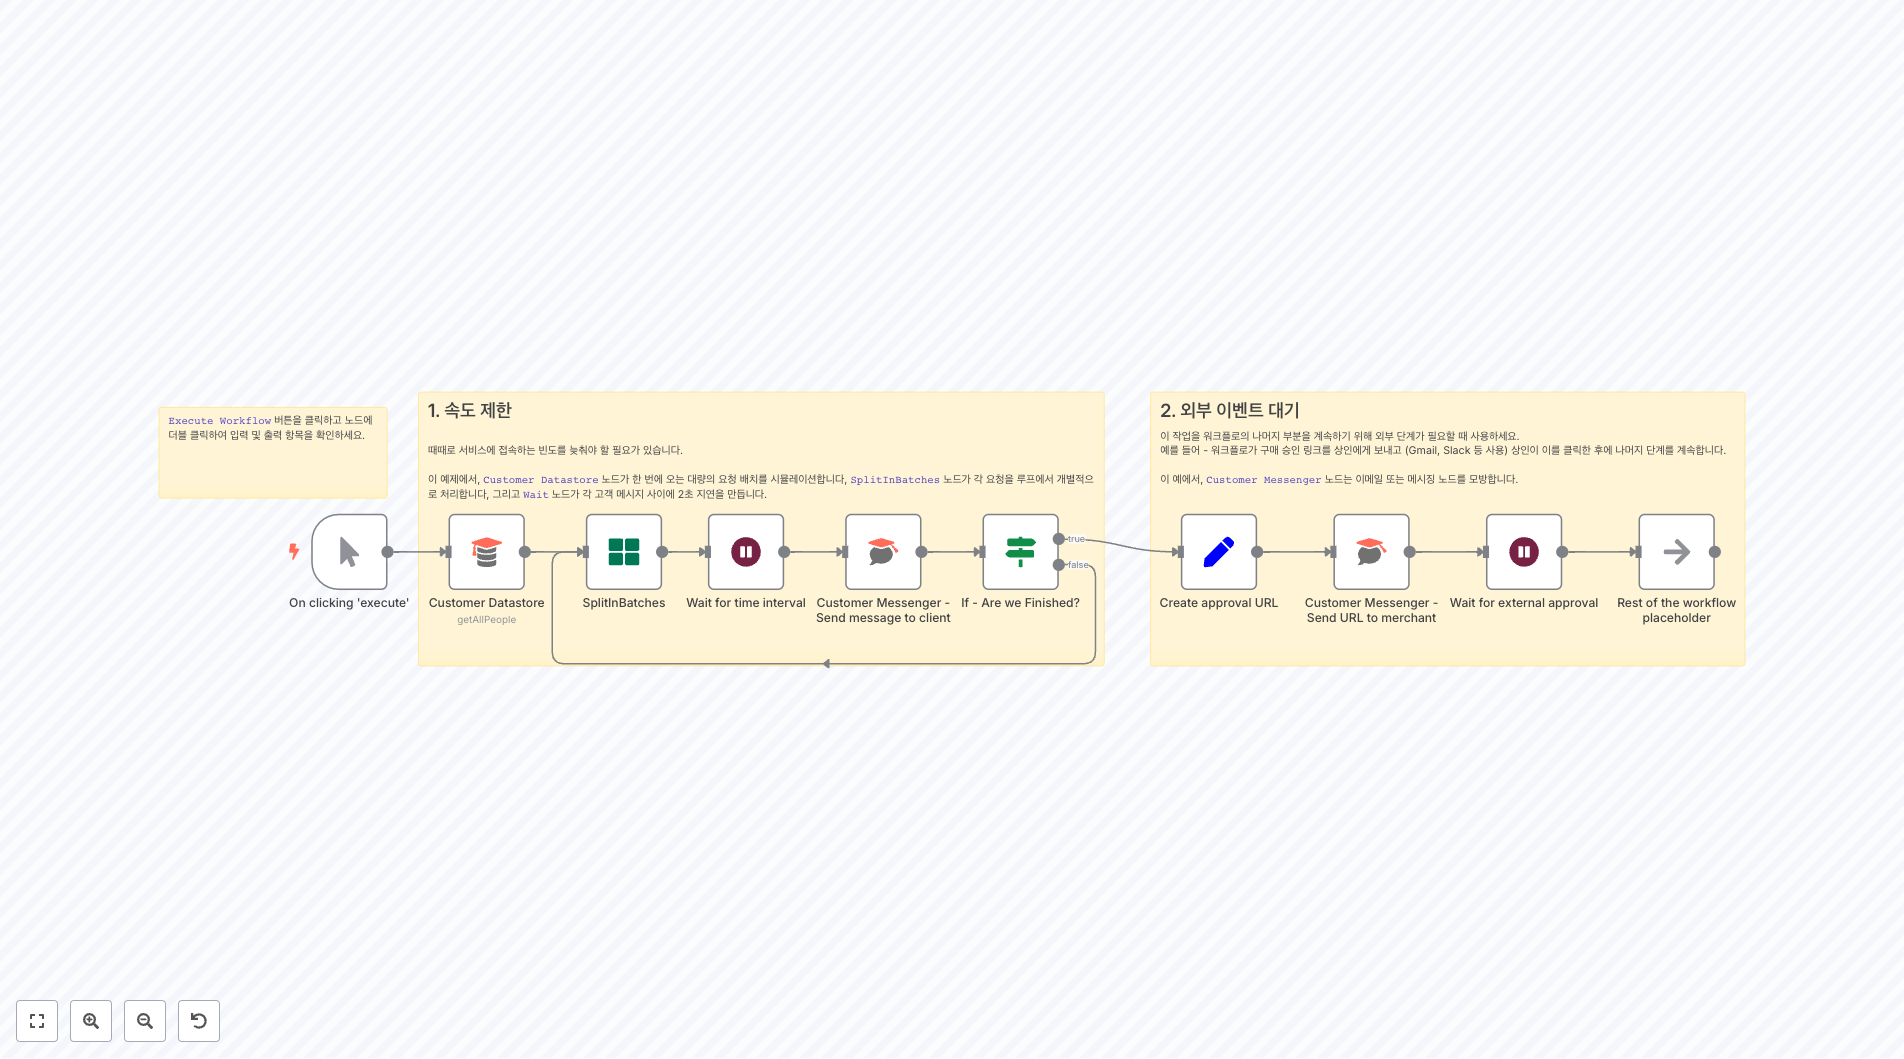 Execute Workflow 버튼을 클릭하고 노드에
더블 클릭하여 입력 및 출력 항목을 확인하세요.
1. 속도 제한
때때로 서비스에 접속하는 빈도를 늦춰야 할 필요가 있습니다.
이 예제에서, Customer Datastore 노드가 한 번에 오는 대량의 요청 배치를 시뮬레이션합니다, SplitInBatches 노드가 각 요청을 루프에서 개별적으
로 처리합니다, 그리고 Wait 노드가 각 고객 메시지 사이에 2초 지연을 만듭니다.
2. 외부 이벤트 대기
이 작업을 워크플로의 나머지 부분을 계속하기 위해 외부 단계가 필요할 때 사용하세요.
예를 들어 - 워크플로가 구매 승인 링크를 상인에게 보내고 (Gmail, Slack 등 사용) 상인이 이를 클릭한 후에 나머지 단계를 계속합니다.
이 예에서, Customer Messenger 노드는 이메일 또는 메시징 노드를 모방합니다.
true
false
On clicking 'execute'
Customer Datastore
getAllPeople
SplitInBatches
Wait for time interval
Customer Messenger -
Send message to client
If - Are we Finished?
Create approval URL
Customer Messenger -
Send URL to merchant
Wait for external approval
Rest of the workflow
placeholder